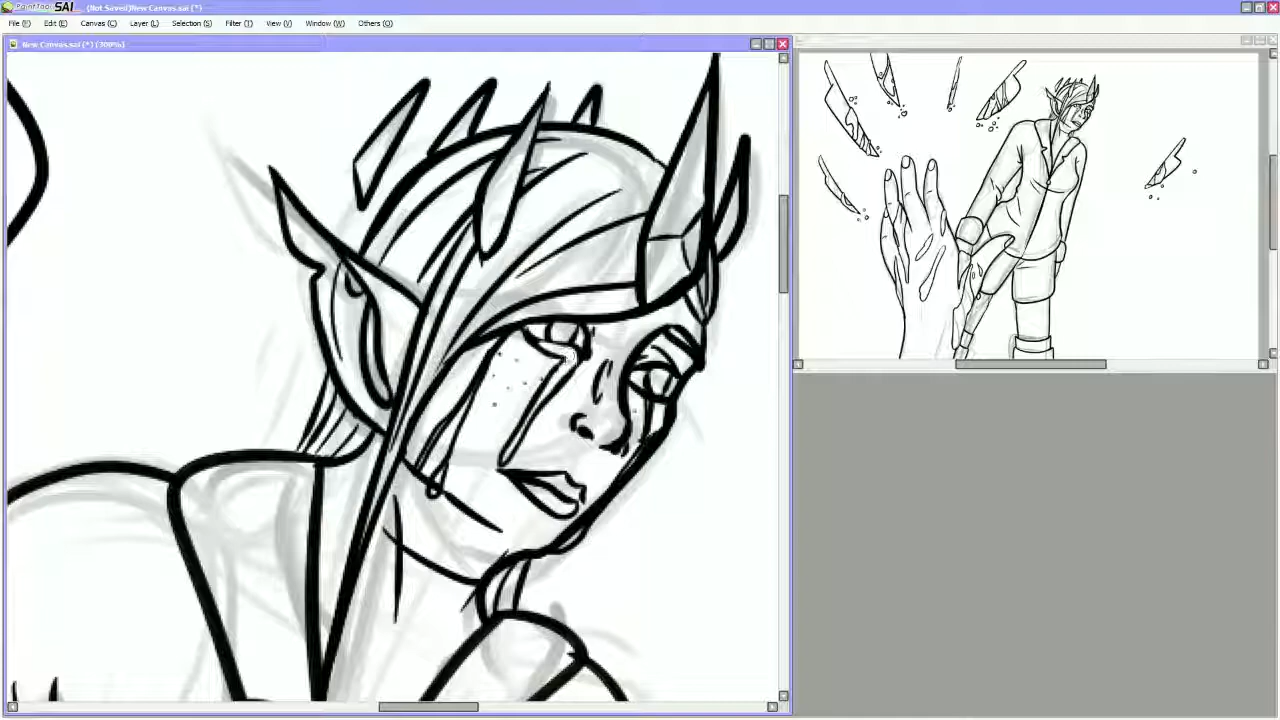 PaintTool SAI (Not Saved)New Canvas.sai (*)
File (F) Edit (E) Canvas (C) Layer (L) Selection (S) Filter (T) View (V) Window (W) Others (O)
New Canvas.sai (*) (300%)